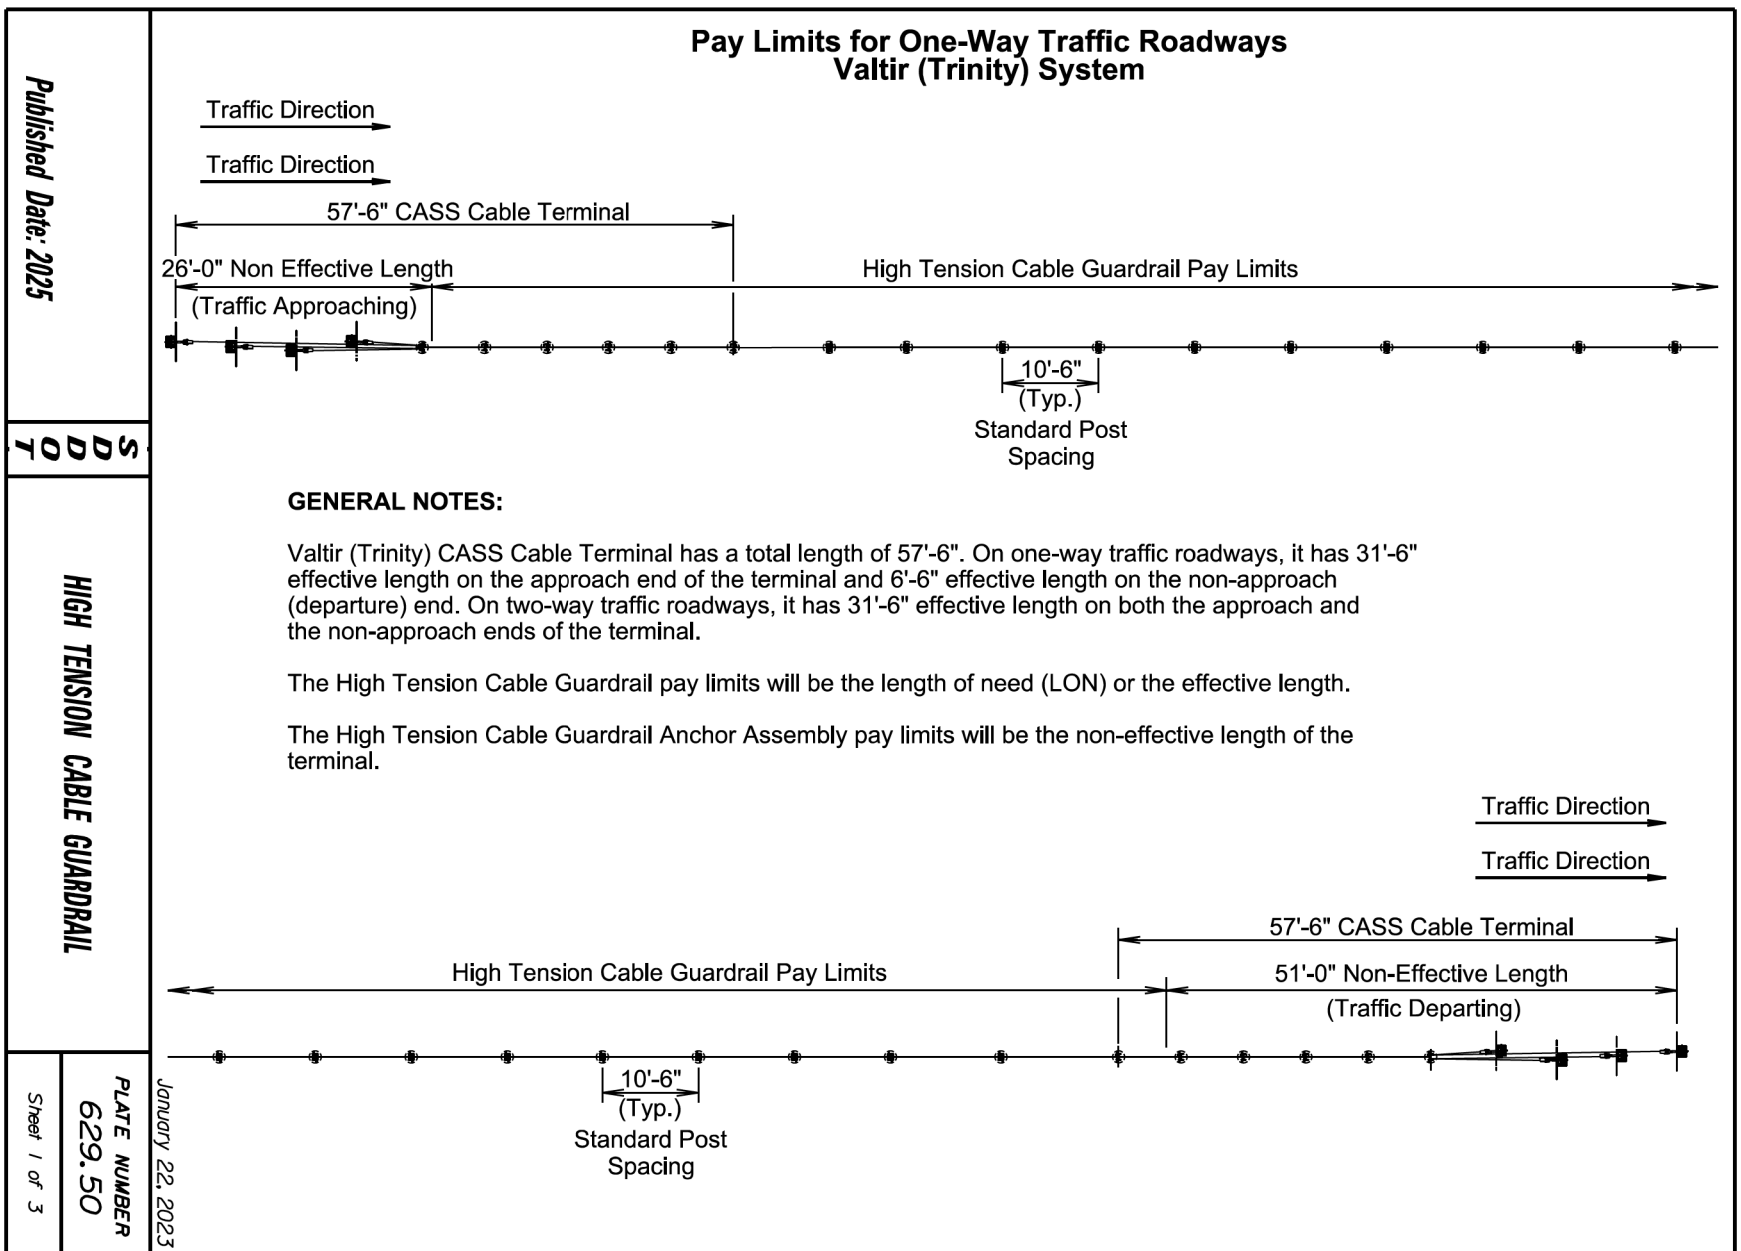 Pay Limits for One-Way Traffic Roadways
Valtir (Trinity) System
Traffic Direction
Traffic Direction
57'-6" CASS Cable Terminal
26'-0" Non Effective Length
(Traffic Approaching)
High Tension Cable Guardrail Pay Limits
10'-6"
(Typ.)
Standard Post
Spacing
GENERAL NOTES:
Valtir (Trinity) CASS Cable Terminal has a total length of 57'-6". On one-way traffic roadways, it has 31'-6"
effective length on the approach end of the terminal and 6'-6" effective length on the non-approach
(departure) end. On two-way traffic roadways, it has 31'-6" effective length on both the approach and
the non-approach ends of the terminal.
The High Tension Cable Guardrail pay limits will be the length of need (LON) or the effective length.
The High Tension Cable Guardrail Anchor Assembly pay limits will be the non-effective length of the
terminal.
Traffic Direction
Traffic Direction
57'-6" CASS Cable Terminal
High Tension Cable Guardrail Pay Limits
51'-0" Non-Effective Length
(Traffic Departing)
10'-6"
(Typ.)
Standard Post
Spacing
January 22, 2023
Published Date: 2025
S
D
D
O
T
HIGH TENSION CABLE GUARDRAIL
PLATE NUMBER
629.50
Sheet 1 of 3